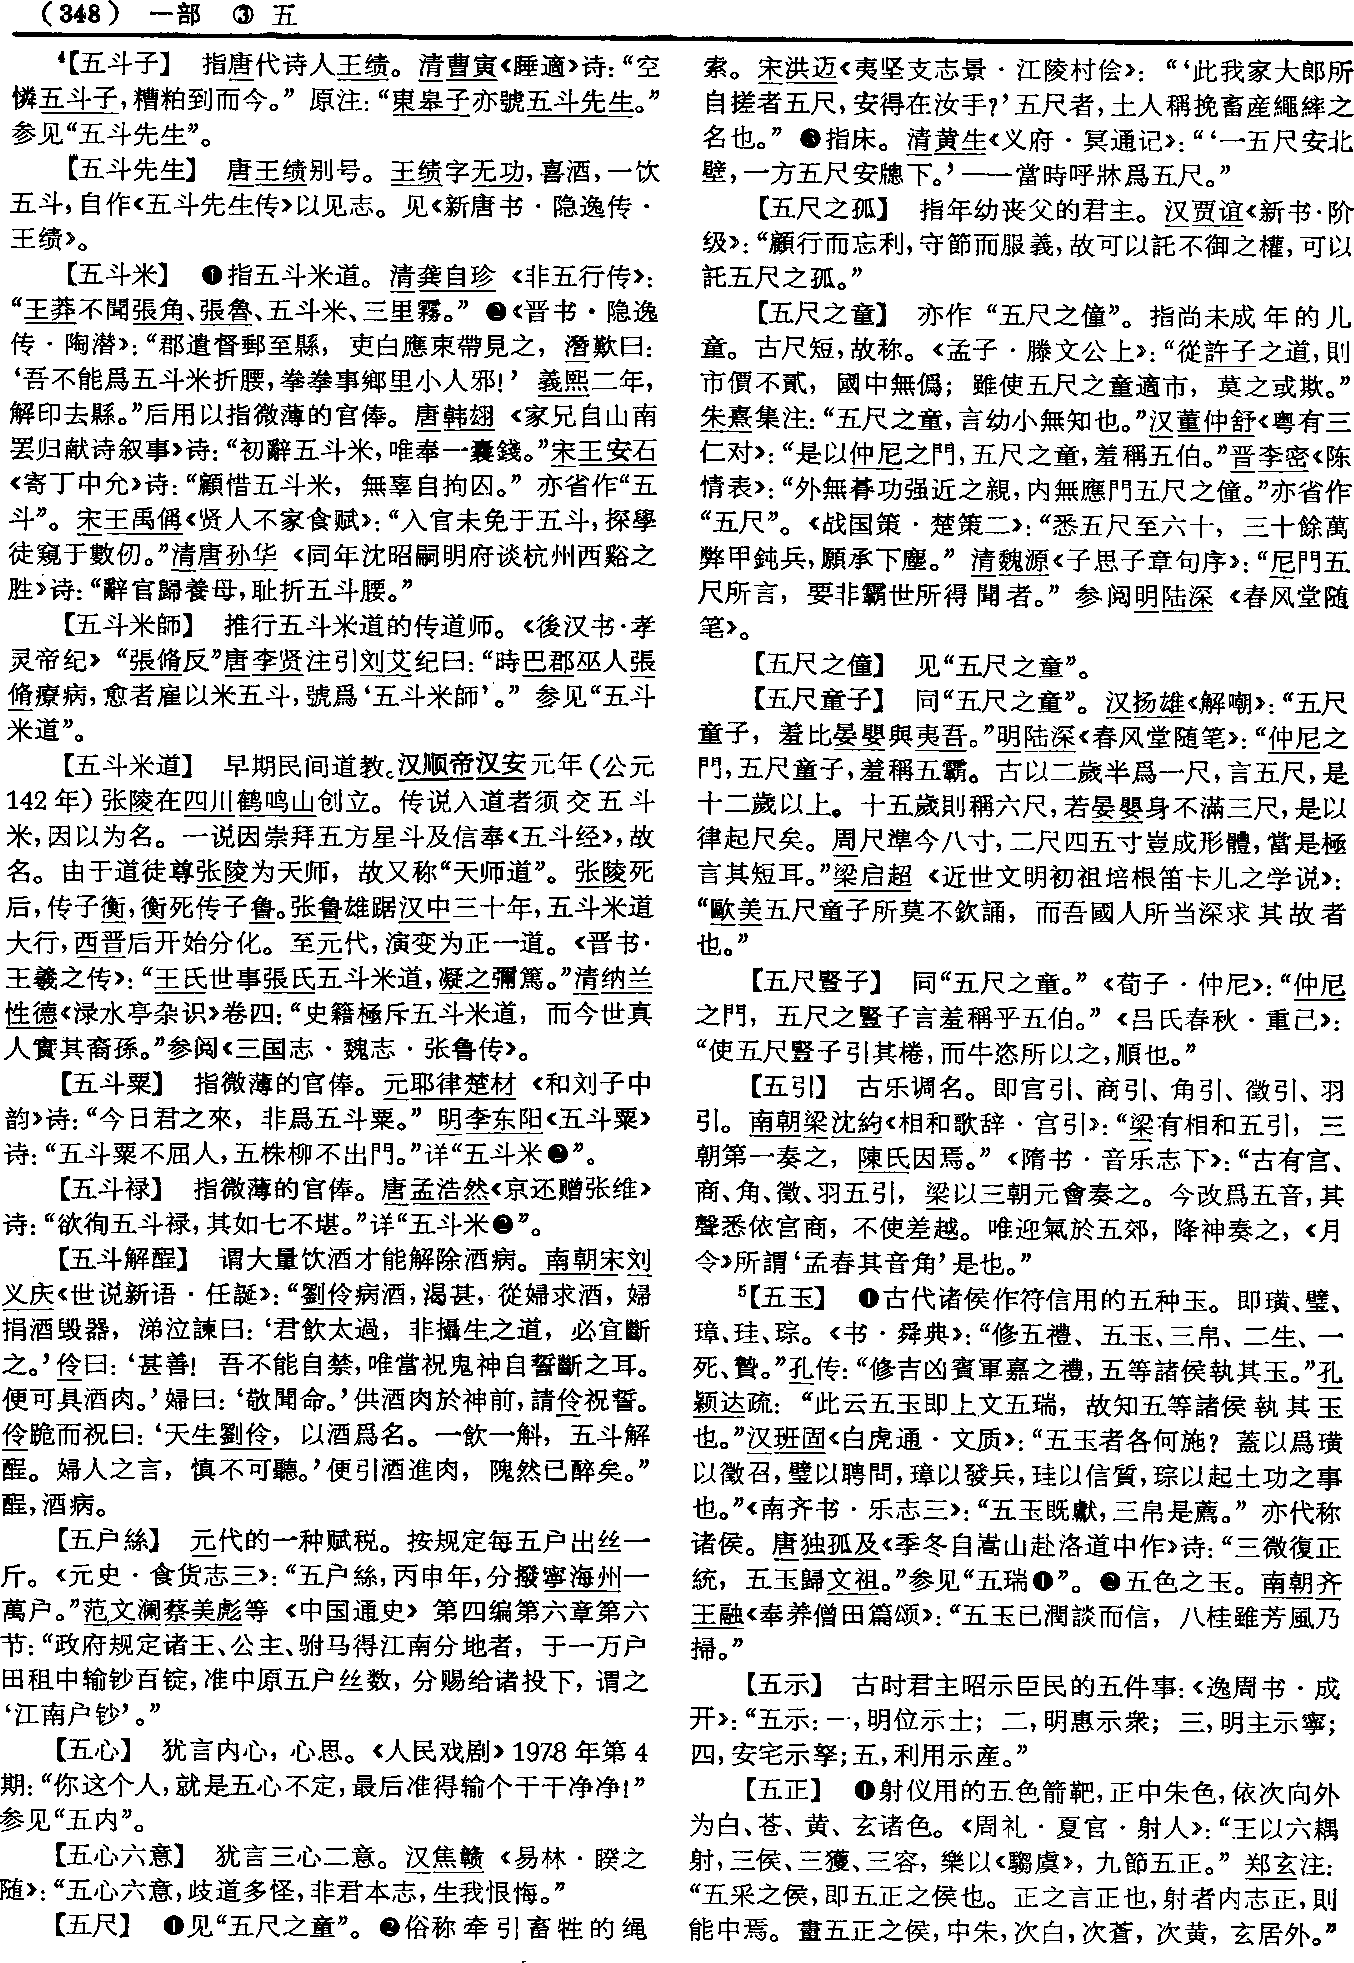 （348） 一部 ③ 五
⁴【五斗子】 指唐代诗人王绩。清曹寅《睡適》诗：“空
憐五斗子，糟粕到而今。”原注：“東皋子亦號五斗先生。”
参见“五斗先生”。
【五斗先生】 唐王绩别号。王绩字无功，喜酒，一饮
五斗，自作《五斗先生传》以见志。见《新唐书·隐逸传·
王绩》。
【五斗米】 ❶指五斗米道。清龚自珍《非五行传》：
“王莽不聞張角、張魯、五斗米、三里霧。”❷《晋书·隐逸
传·陶潜》：“郡遣督郵至縣，吏白應束帶見之，潛歎曰：
‘吾不能爲五斗米折腰，拳拳事鄉里小人邪！’義熙二年，
解印去縣。”后用以指微薄的官俸。唐韩翃《家兄自山南
罢归献诗叙事》诗：“初辭五斗米，唯奉一囊錢。”宋王安石
《寄丁中允》诗：“顧惜五斗米，無辜自拘囚。”亦省作“五
斗”。宋王禹偁《贤人不家食赋》：“入官未免于五斗，探學
徒窺于數仞。”清唐孙华《同年沈昭嗣明府谈杭州西谿之
胜》诗：“辭官歸養母，耻折五斗腰。”
【五斗米師】 推行五斗米道的传道师。《後汉书·孝
灵帝纪》“張脩反”唐李贤注引刘艾纪曰：“時巴郡巫人張
脩療病，愈者雇以米五斗，號爲‘五斗米師’。”参见“五斗
米道”。
【五斗米道】 早期民间道教。汉顺帝汉安元年（公元
142年）张陵在四川鹤鸣山创立。传说入道者须交五斗
米，因以为名。一说因崇拜五方星斗及信奉《五斗经》，故
名。由于道徒尊张陵为天师，故又称“天师道”。张陵死
后，传子衡，衡死传子鲁。张鲁雄踞汉中三十年，五斗米道
大行，西晋后开始分化。至元代，演变为正一道。《晋书·
王羲之传》：“王氏世事張氏五斗米道，凝之彌篤。”清纳兰
性德《渌水亭杂识》卷四：“史籍極斥五斗米道，而今世真
人實其裔孫。”参阅《三国志·魏志·张鲁传》。
【五斗粟】 指微薄的官俸。元耶律楚材《和刘子中
韵》诗：“今日君之來，非爲五斗粟。”明李东阳《五斗粟》
诗：“五斗粟不屈人，五株柳不出門。”详“五斗米❷”。
【五斗禄】 指微薄的官俸。唐孟浩然《京还赠张维》
诗：“欲徇五斗禄，其如七不堪。”详“五斗米❷”。
【五斗解酲】 谓大量饮酒才能解除酒病。南朝宋刘
义庆《世说新语·任誕》：“劉伶病酒，渴甚，從婦求酒，婦
捐酒毁器，涕泣諫曰：‘君飲太過，非攝生之道，必宜斷
之。’伶曰：‘甚善！吾不能自禁，唯當祝鬼神自誓斷之耳。
便可具酒肉。’婦曰：‘敬聞命。’供酒肉於神前，請伶祝誓。
伶跪而祝曰：‘天生劉伶，以酒爲名。一飲一斛，五斗解
酲。婦人之言，慎不可聽。’便引酒進肉，隗然已醉矣。”
酲，酒病。
【五户絲】 元代的一种赋税。按规定每五户出丝一
斤。《元史·食货志三》：“五户絲，丙申年，分撥寧海州一
萬户。”范文澜蔡美彪等《中国通史》第四编第六章第六
节：“政府规定诸王、公主、驸马得江南分地者，于一万户
田租中输钞百锭，准中原五户丝数，分赐给诸投下，谓之
‘江南户钞’。”
【五心】 犹言内心，心思。《人民戏剧》1978年第4
期：“你这个人，就是五心不定，最后准得输个干干净净！”
参见“五内”。
【五心六意】 犹言三心二意。汉焦赣《易林·睽之
随》：“五心六意，歧道多怪，非君本志，生我恨悔。”
【五尺】 ❶见“五尺之童”。❷俗称牵引畜牲的绳
索。宋洪迈《夷坚支志景·江陵村侩》：“‘此我家大郎所
自搓者五尺，安得在汝手？’五尺者，土人稱挽畜産繩縴之
名也。”❸指床。清黄生《义府·冥通记》：“‘一五尺安北
壁，一方五尺安牕下。’——當時呼牀爲五尺。”
【五尺之孤】 指年幼丧父的君主。汉贾谊《新书·阶
级》：“顧行而忘利，守節而服義，故可以託不御之權，可以
託五尺之孤。”
【五尺之童】 亦作“五尺之僮”。指尚未成年的儿
童。古尺短，故称。《孟子·滕文公上》：“從許子之道，則
市價不貳，國中無僞；雖使五尺之童適市，莫之或欺。”
朱熹集注：“五尺之童，言幼小無知也。”汉董仲舒《粤有三
仁对》：“是以仲尼之門，五尺之童，羞稱五伯。”晋李密《陈
情表》：“外無朞功强近之親，内無應門五尺之僮。”亦省作
“五尺”。《战国策·楚策二》：“悉五尺至六十，三十餘萬
弊甲鈍兵，願承下塵。”清魏源《子思子章句序》：“尼門五
尺所言，要非霸世所得聞者。”参阅明陆深《春风堂随
笔》。
【五尺之僮】 见“五尺之童”。
【五尺童子】 同“五尺之童”。汉扬雄《解嘲》：“五尺
童子，羞比晏嬰與夷吾。”明陆深《春风堂随笔》：“仲尼之
門，五尺童子，羞稱五霸。古以二歲半爲一尺，言五尺，是
十二歲以上。十五歲則稱六尺，若晏嬰身不滿三尺，是以
律起尺矣。周尺準今八寸，二尺四五寸豈成形體，當是極
言其短耳。”梁启超《近世文明初祖培根笛卡儿之学说》：
“歐美五尺童子所莫不欽誦，而吾國人所当深求其故者
也。”
【五尺豎子】 同“五尺之童。”《荀子·仲尼》：“仲尼
之門，五尺之豎子言羞稱乎五伯。”《吕氏春秋·重己》：
“使五尺豎子引其棬，而牛恣所以之，順也。”
【五引】 古乐调名。即宫引、商引、角引、徵引、羽
引。南朝梁沈約《相和歌辞·宫引》：“梁有相和五引，三
朝第一奏之，陳氏因焉。”《隋书·音乐志下》：“古有宫、
商、角、徵、羽五引，梁以三朝元會奏之。今改爲五音，其
聲悉依宫商，不使差越。唯迎氣於五郊，降神奏之，《月
令》所謂‘孟春其音角’是也。”
⁵【五玉】 ❶古代诸侯作符信用的五种玉。即璜、璧、
璋、珪、琮。《书·舜典》：“修五禮、五玉、三帛、二生、一
死、贄。”孔传：“修吉凶賓軍嘉之禮，五等諸侯執其玉。”孔
颖达疏：“此云五玉即上文五瑞，故知五等諸侯執其玉
也。”汉班固《白虎通·文质》：“五玉者各何施？蓋以爲璜
以徵召，璧以聘問，璋以發兵，珪以信質，琮以起土功之事
也。”《南齐书·乐志三》：“五玉既獻，三帛是薦。”亦代称
诸侯。唐独孤及《季冬自嵩山赴洛道中作》诗：“三微復正
統，五玉歸文祖。”参见“五瑞❶”。❷五色之玉。南朝齐
王融《奉养僧田篇颂》：“五玉已潤談而信，八桂雖芳風乃
掃。”
【五示】 古时君主昭示臣民的五件事：《逸周书·成
开》：“五示：一，明位示士；二，明惠示衆；三，明主示寧；
四，安宅示孥；五，利用示産。”
【五正】 ❶射仪用的五色箭靶，正中朱色，依次向外
为白、苍、黄、玄诸色。《周礼·夏官·射人》：“王以六耦
射，三侯、三獲、三容，樂以《騶虞》，九節五正。”郑玄注：
“五采之侯，即五正之侯也。正之言正也，射者内志正，則
能中焉。畫五正之侯，中朱，次白，次蒼，次黄，玄居外。”